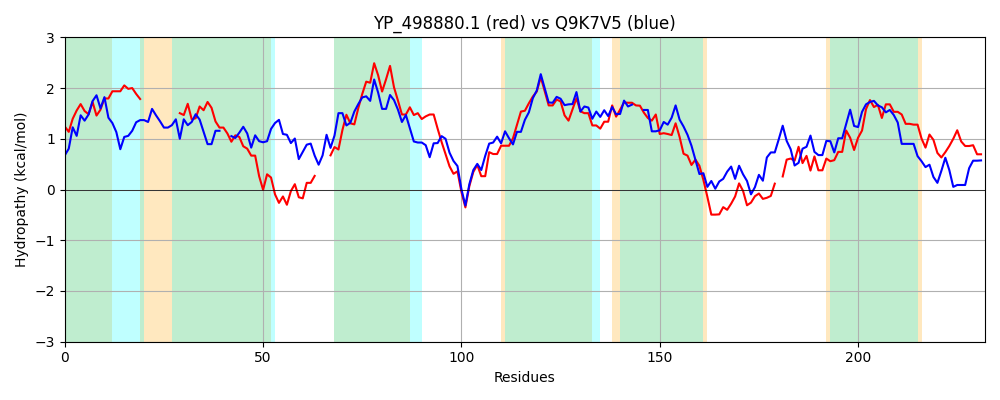 YP_498880.1 (red) vs Q9K7V5 (blue)
Hydropathy (kcal/mol)
3
2
1
0
−1
−2
−3
0 50 100 150 200
Residues